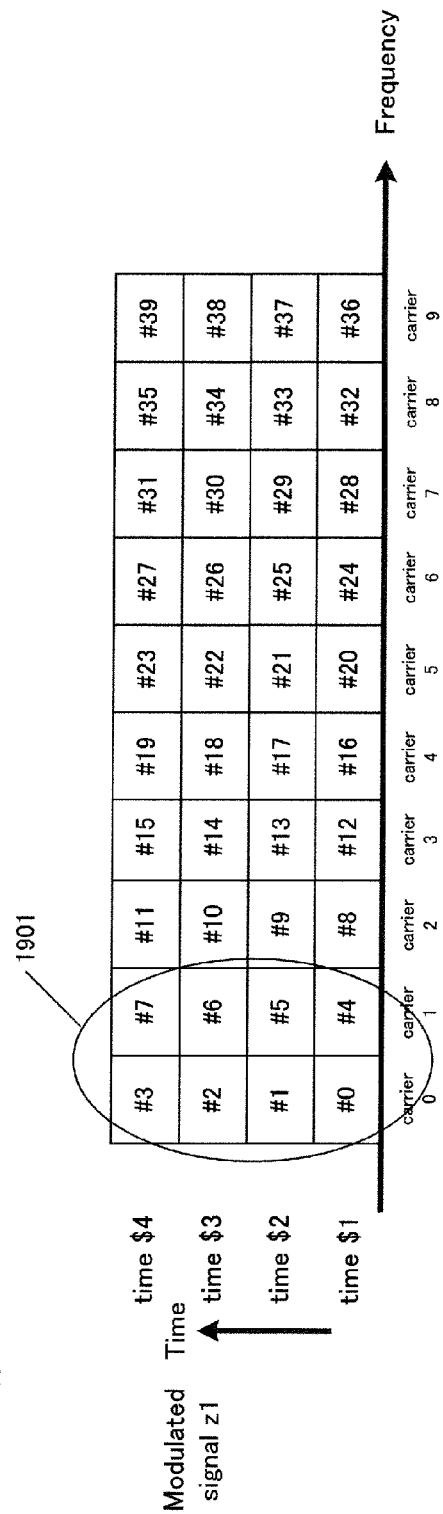 1901
Modulated
signal z1
Time
time $4
#3 #7 #11 #15 #19 #23 #27 #31 #35 #39
time $3
#2 #6 #10 #14 #18 #22 #26 #30 #34 #38
time $2
#1 #5 #9 #13 #17 #21 #25 #29 #33 #37
time $1
#0 #4 #8 #12 #16 #20 #24 #28 #32 #36
carrier carrier carrier carrier carrier carrier carrier carrier carrier carrier
0 1 2 3 4 5 6 7 8 9
Frequency